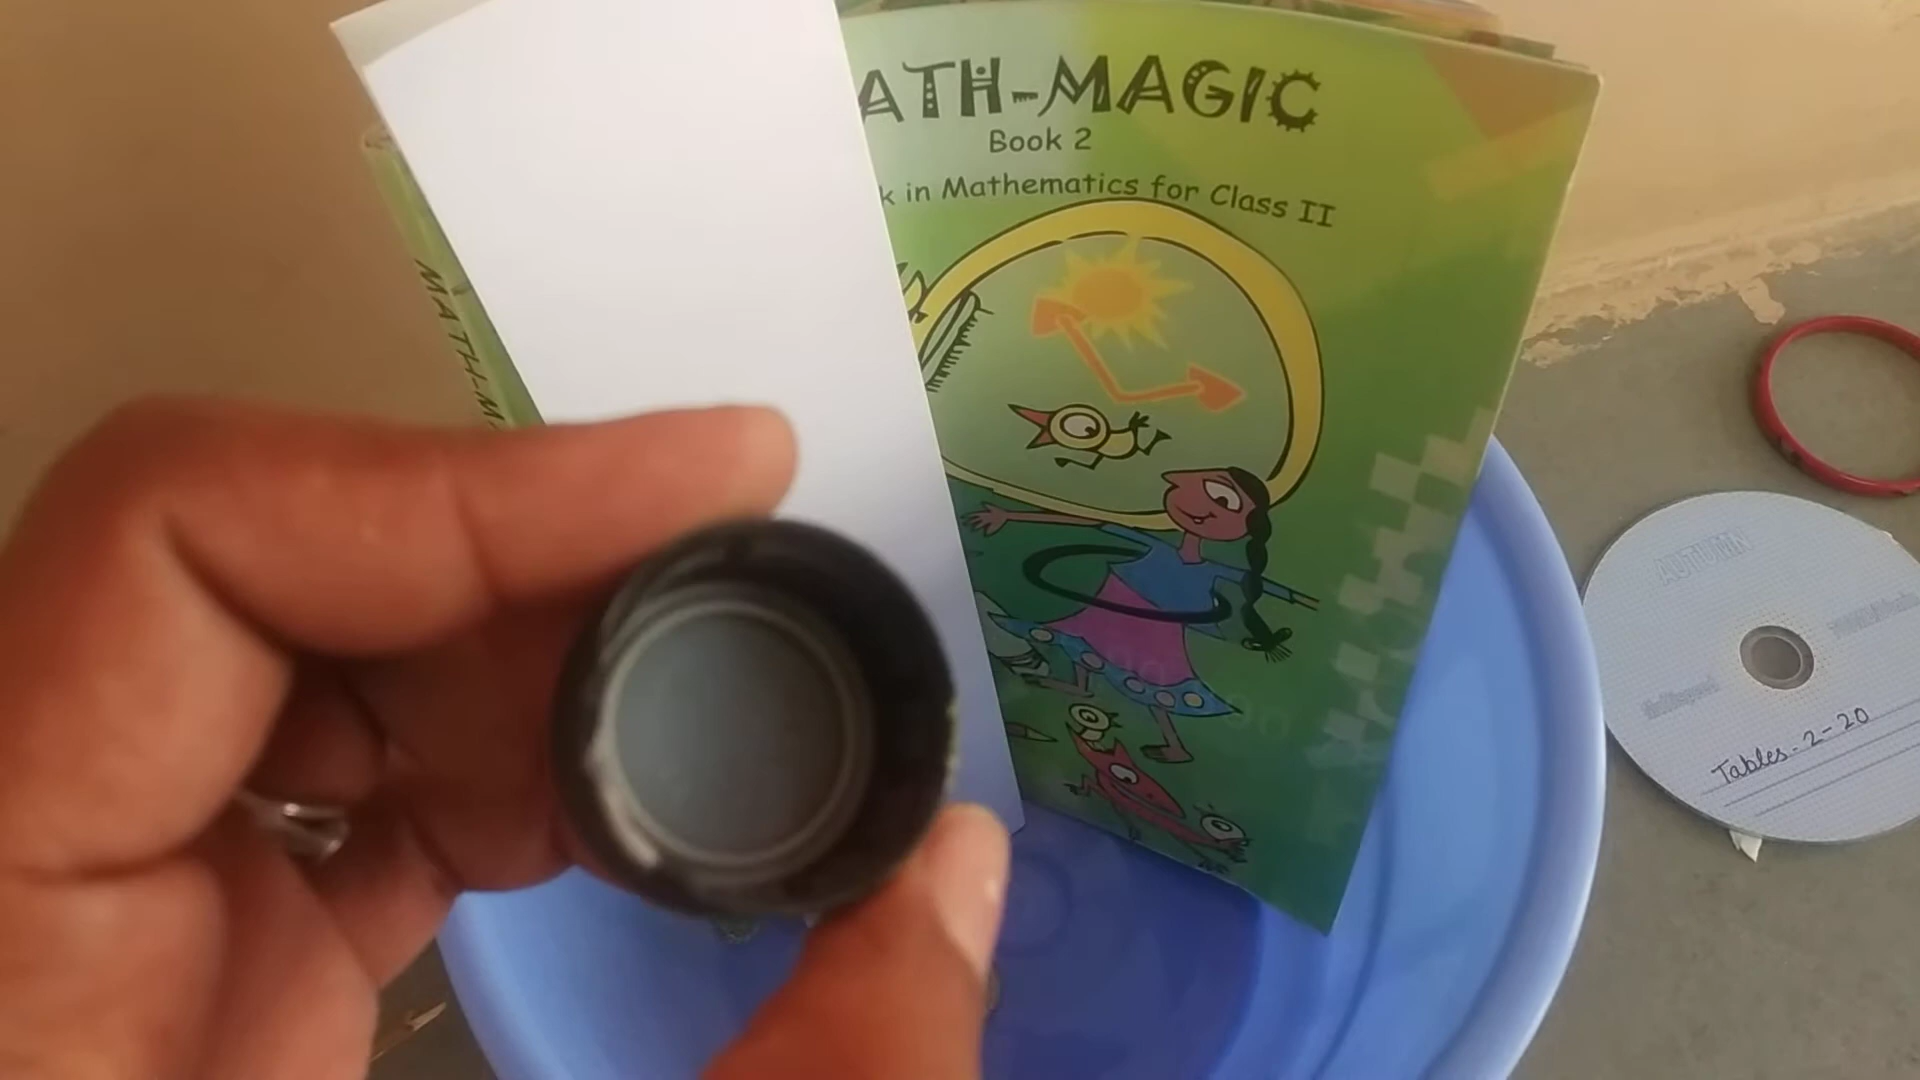 ATH-MAGIC
Book 2
k in Mathematics for Class II
MATH-M
AUTUMN
Tables - 2 - 20